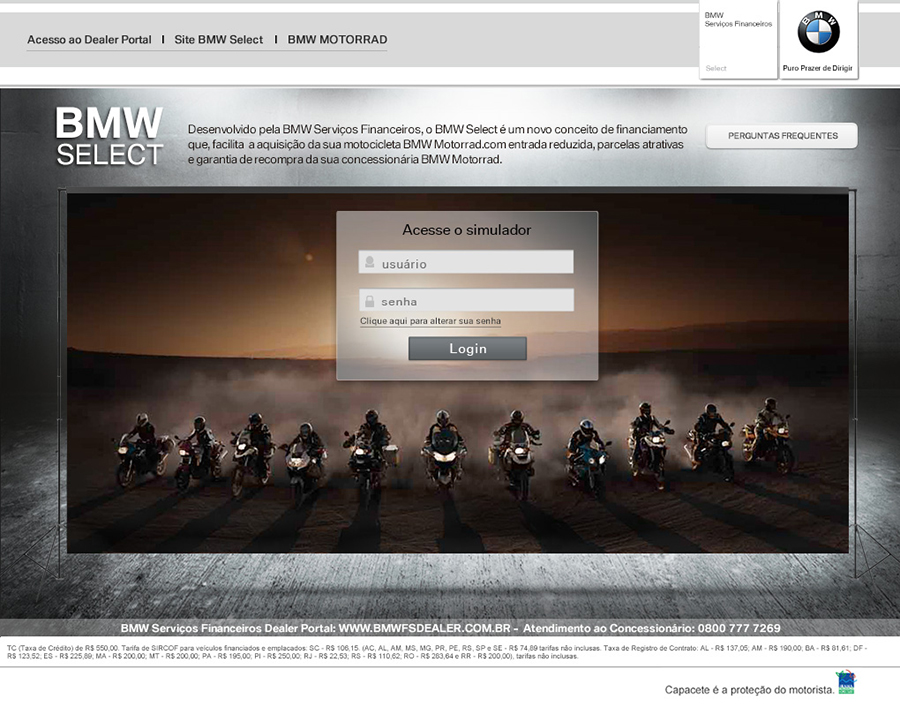 Acesso ao Dealer Portal I Site BMW Select I BMW MOTORRAD
BMW
Serviços Financeiros
Select
BMW
Puro Prazer de Dirigir
BMW
SELECT
Desenvolvido pela BMW Serviços Financeiros, o BMW Select é um novo conceito de financiamento
que, facilita a aquisição da sua motocicleta BMW Motorrad.com entrada reduzida, parcelas atrativas
e garantia de recompra da sua concessionária BMW Motorrad.
PERGUNTAS FREQUENTES
Acesse o simulador
usuário
senha
Clique aqui para alterar sua senha
Login
BMW Serviços Financeiros Dealer Portal: WWW.BMWFSDEALER.COM.BR - Atendimento ao Concessionário: 0800 777 7269
TC (Taxa de Crédito) de R$ 550,00. Tarifa de SIRCOF para veículos financiados e emplacados: SC - R$ 106,15. (AC, AL, AM, MS, MG, PR, PE, RS, SP e SE - R$ 74,89 tarifas não inclusas. Taxa de Registro de Contrato: AL - R$ 137,05; AM - R$ 190,00; BA - R$ 81,61; DF -
R$ 123,52; ES - R$ 225,89; MA - R$ 200,00; MT - R$ 200,00; PA - R$ 195,00; PI - R$ 250,00; RJ - R$ 22,53; RS - R$ 110,62, RO - R$ 263,64 e RR - R$ 200,00), tarifas não inclusas.
Capacete é a proteção do motorista.